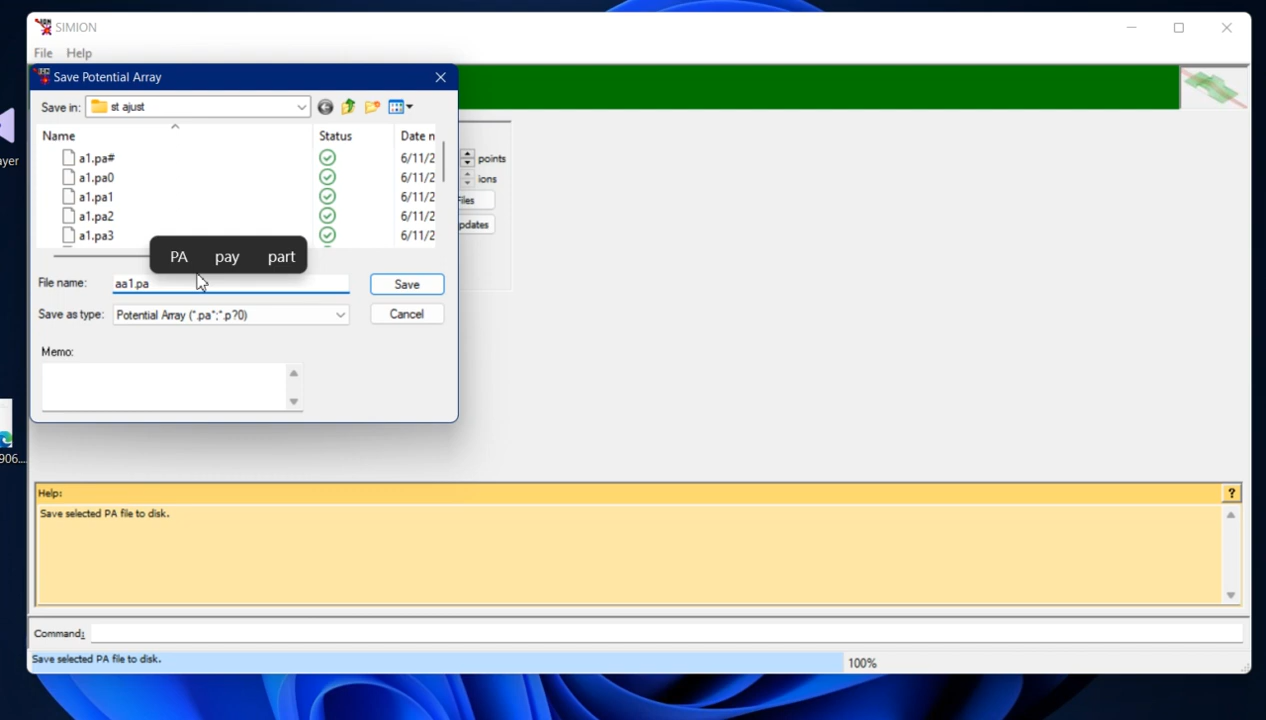 SIMION
File Help
Save Potential Array
Save in: st ajust
Name Status Date n
a1.pa# 6/11/2
a1.pa0 6/11/2
a1.pa1 6/11/2
a1.pa2 6/11/2
a1.pa3 6/11/2
PA pay part
File name: aa1.pa Save
Save as type: Potential Array (*.pa*;*.p?0) Cancel
Memo:
points
ions
Files
pdates
ayer
906...
Help: ?
Save selected PA file to disk.
Command:
Save selected PA file to disk. 100%